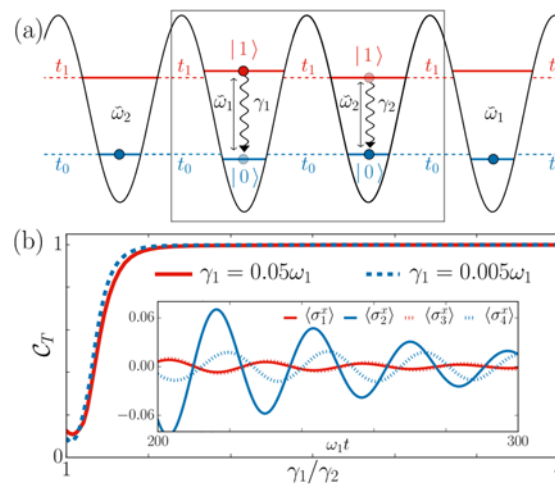 (a)
t₁ t₁ |1⟩ t₁ |1⟩ t₁
ω̃₂ ω̃₁ γ₁ ω̃₂ γ₂ ω̃₁
t₀ t₀ |0⟩ t₀ |0⟩ t₀
(b)
1
γ₁ = 0.05ω₁ γ₁ = 0.005ω₁
0.06 ⟨σ₁ˣ⟩ ⟨σ₂ˣ⟩ ⟨σ₃ˣ⟩ ⟨σ₄ˣ⟩
C_T
0.00
−0.06
200 ω₁t 300
0
1 γ₁/γ₂